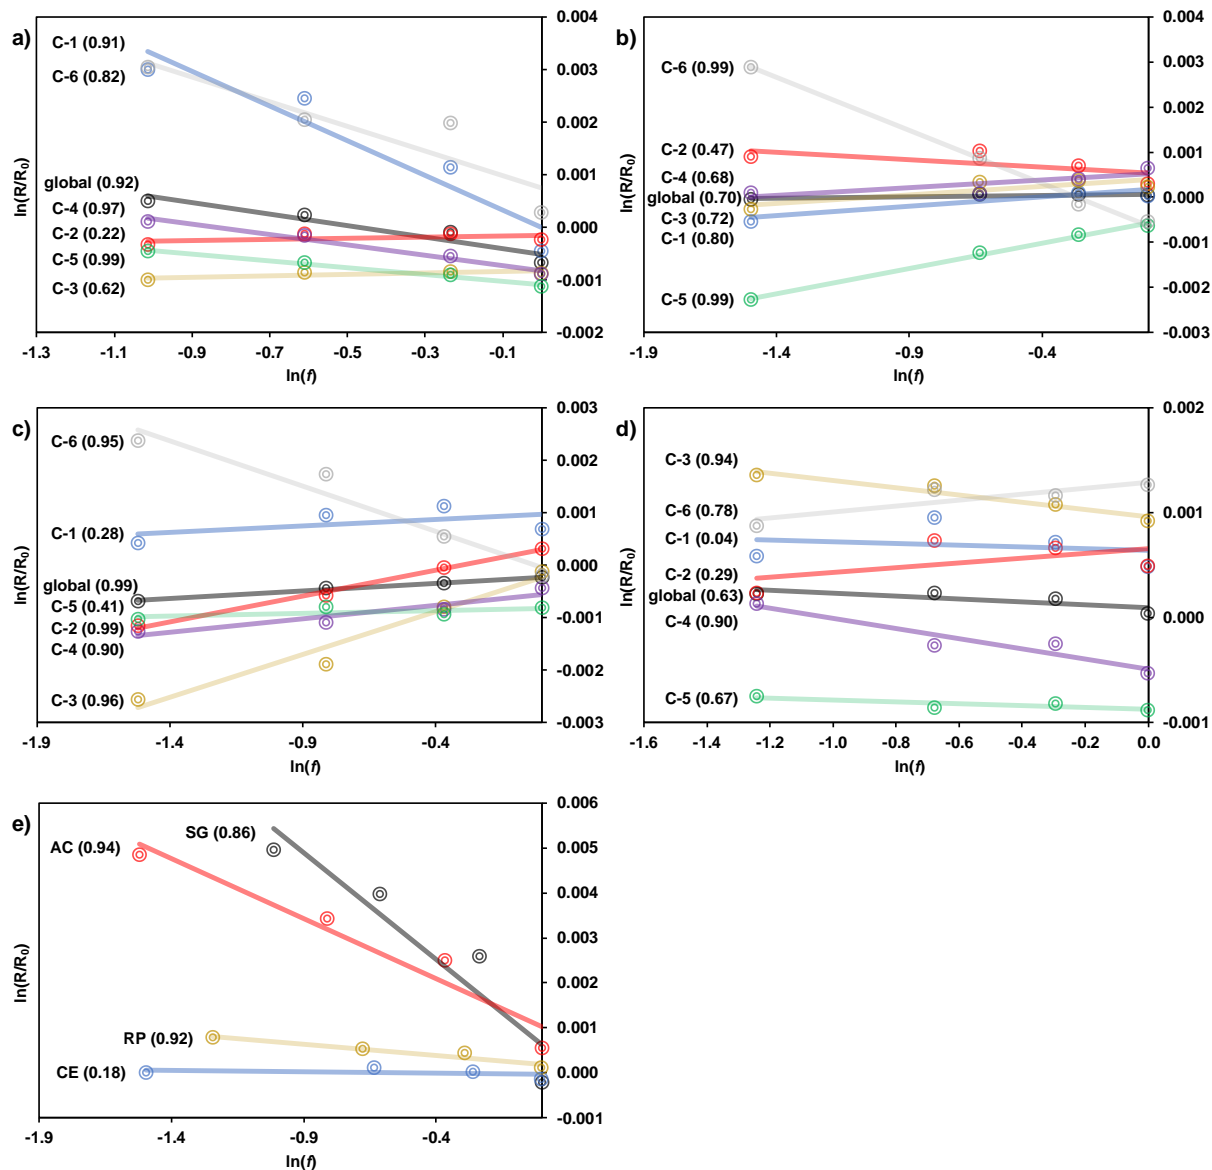 a)
C-1 (0.91)
C-6 (0.82)
global (0.92)
C-4 (0.97)
C-2 (0.22)
C-5 (0.99)
C-3 (0.62)
0.004
0.003
0.002
0.001
0.000
-0.001
-0.002
ln(R/R0)
-1.3
-1.1
-0.9
-0.7
-0.5
-0.3
-0.1
ln(f)
b)
C-6 (0.99)
C-2 (0.47)
C-4 (0.68)
global (0.70)
C-3 (0.72)
C-1 (0.80)
C-5 (0.99)
0.004
0.003
0.002
0.001
0.000
-0.001
-0.002
-0.003
ln(R/R0)
-1.9
-1.4
-0.9
-0.4
ln(f)
c)
C-6 (0.95)
C-1 (0.28)
global (0.99)
C-5 (0.41)
C-2 (0.99)
C-4 (0.90)
C-3 (0.96)
0.003
0.002
0.001
0.000
-0.001
-0.002
-0.003
ln(R/R0)
-1.9
-1.4
-0.9
-0.4
ln(f)
d)
C-3 (0.94)
C-6 (0.78)
C-1 (0.04)
C-2 (0.29)
global (0.63)
C-4 (0.90)
C-5 (0.67)
0.002
0.001
0.000
-0.001
ln(R/R0)
-1.6
-1.4
-1.2
-1.0
-0.8
-0.6
-0.4
-0.2
0.0
ln(f)
e)
SG (0.86)
AC (0.94)
RP (0.92)
CE (0.18)
0.006
0.005
0.004
0.003
0.002
0.001
0.000
-0.001
ln(R/R0)
-1.9
-1.4
-0.9
-0.4
ln(f)